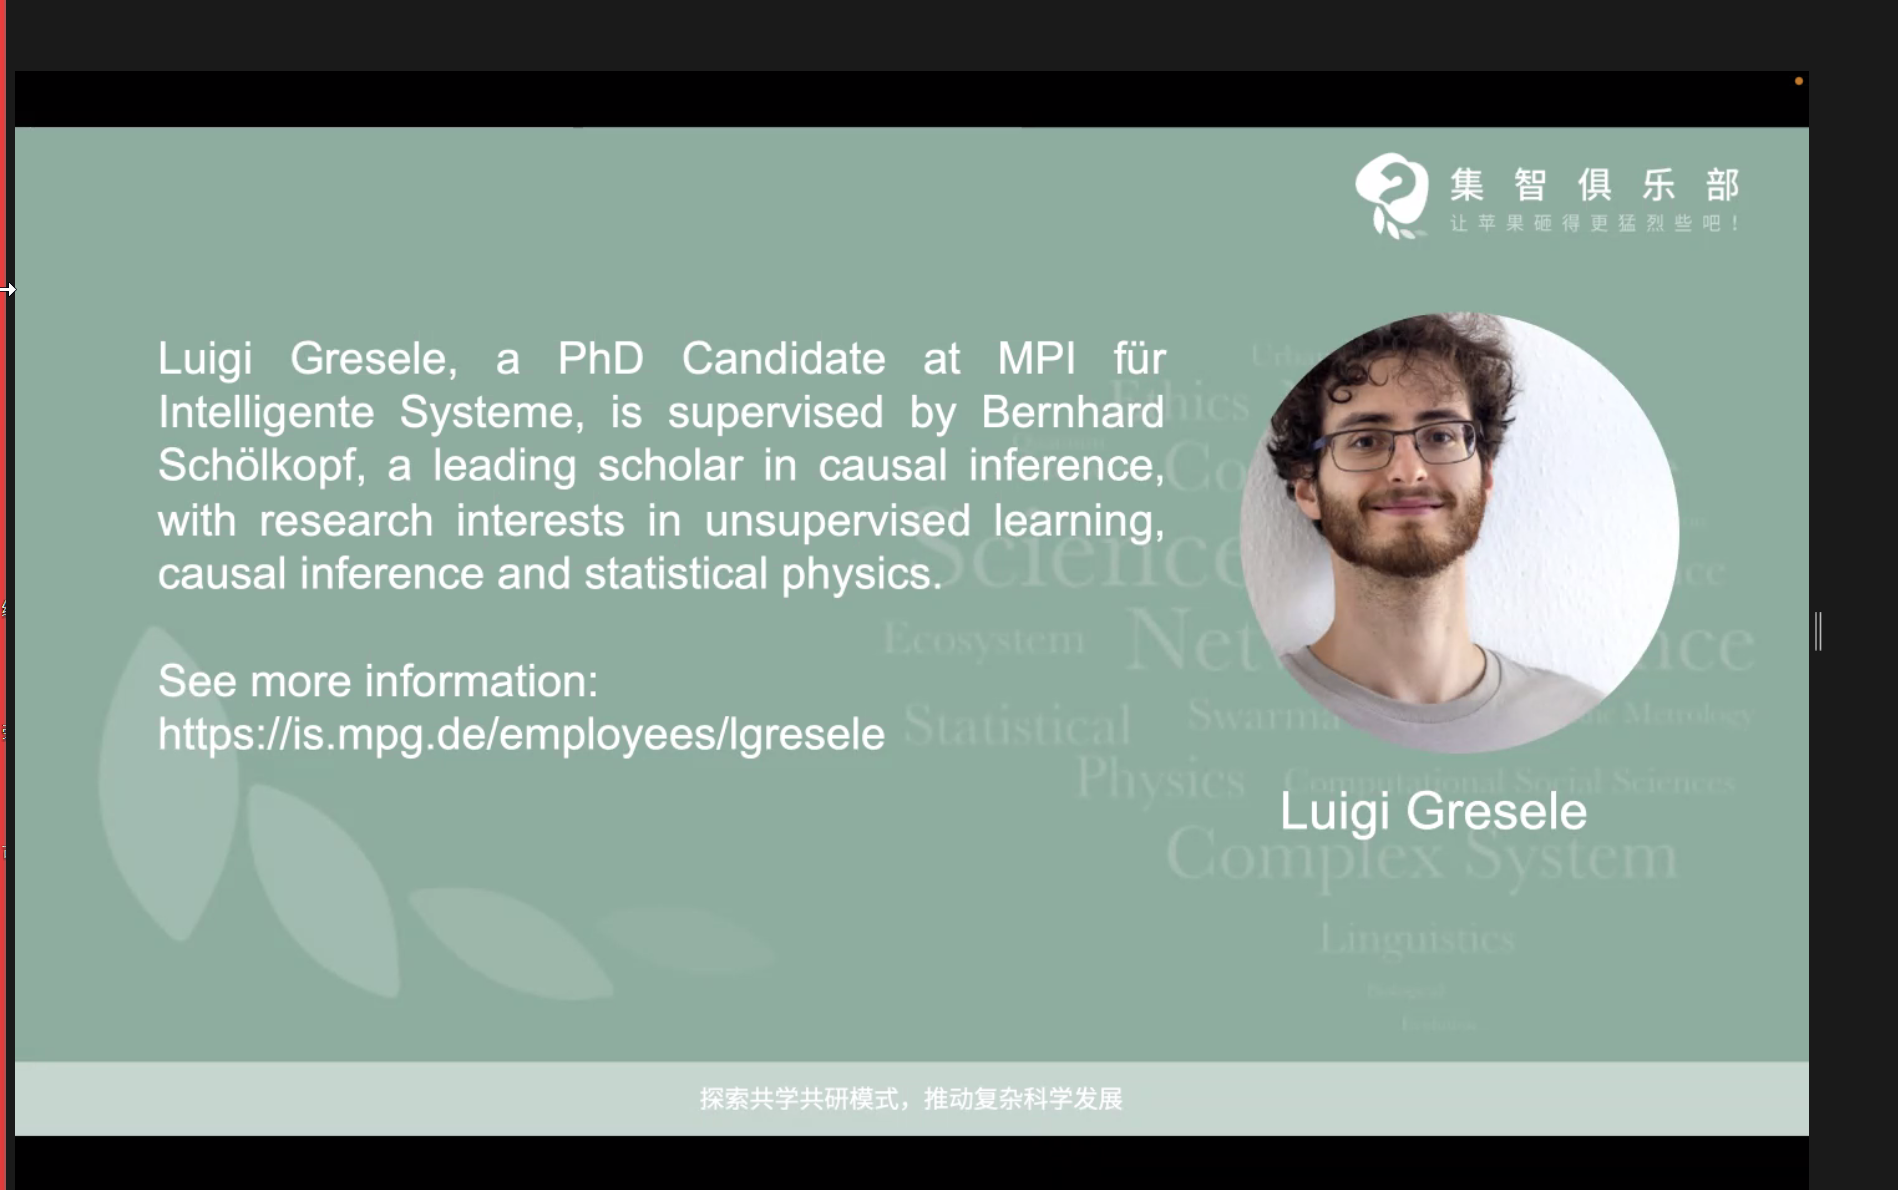 集智俱乐部
让苹果砸得更猛烈些吧！
Luigi Gresele, a PhD Candidate at MPI für
Intelligente Systeme, is supervised by Bernhard
Schölkopf, a leading scholar in causal inference,
with research interests in unsupervised learning,
causal inference and statistical physics.
See more information:
https://is.mpg.de/employees/lgresele
Ethics
Science
Ecosystem
Statistical
Physics
Computational Social Sciences
Luigi Gresele
Complex System
Linguistics
探索共学共研模式，推动复杂科学发展